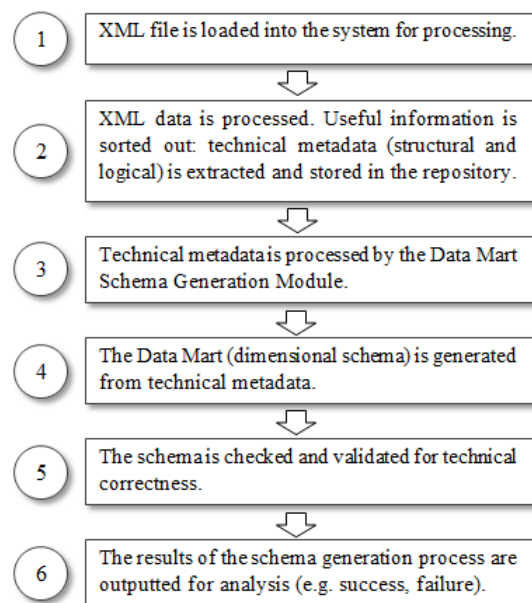 1
XML file is loaded into the system for processing.
2
XML data is processed. Useful information is
sorted out: technical metadata (structural and
logical) is extracted and stored in the repository.
3
Technical metadata is processed by the Data Mart
Schema Generation Module.
4
The Data Mart (dimensional schema) is generated
from technical metadata.
5
The schema is checked and validated for technical
correctness.
6
The results of the schema generation process are
outputted for analysis (e.g. success, failure).